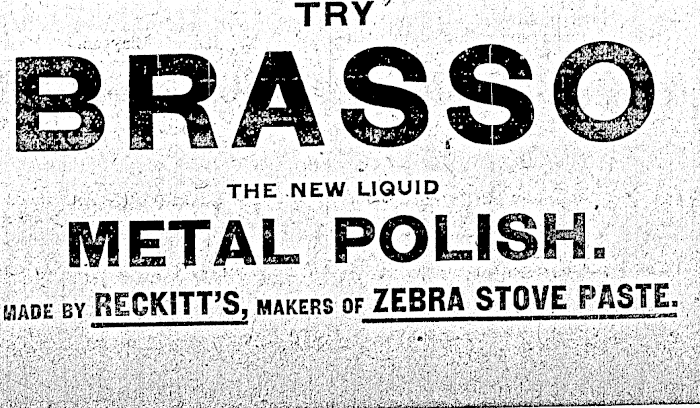 TRY
BRASSO
THE NEW LIQUID
METAL POLISH.
MADE BY RECKITT'S, MAKERS OF ZEBRA STOVE PASTE.